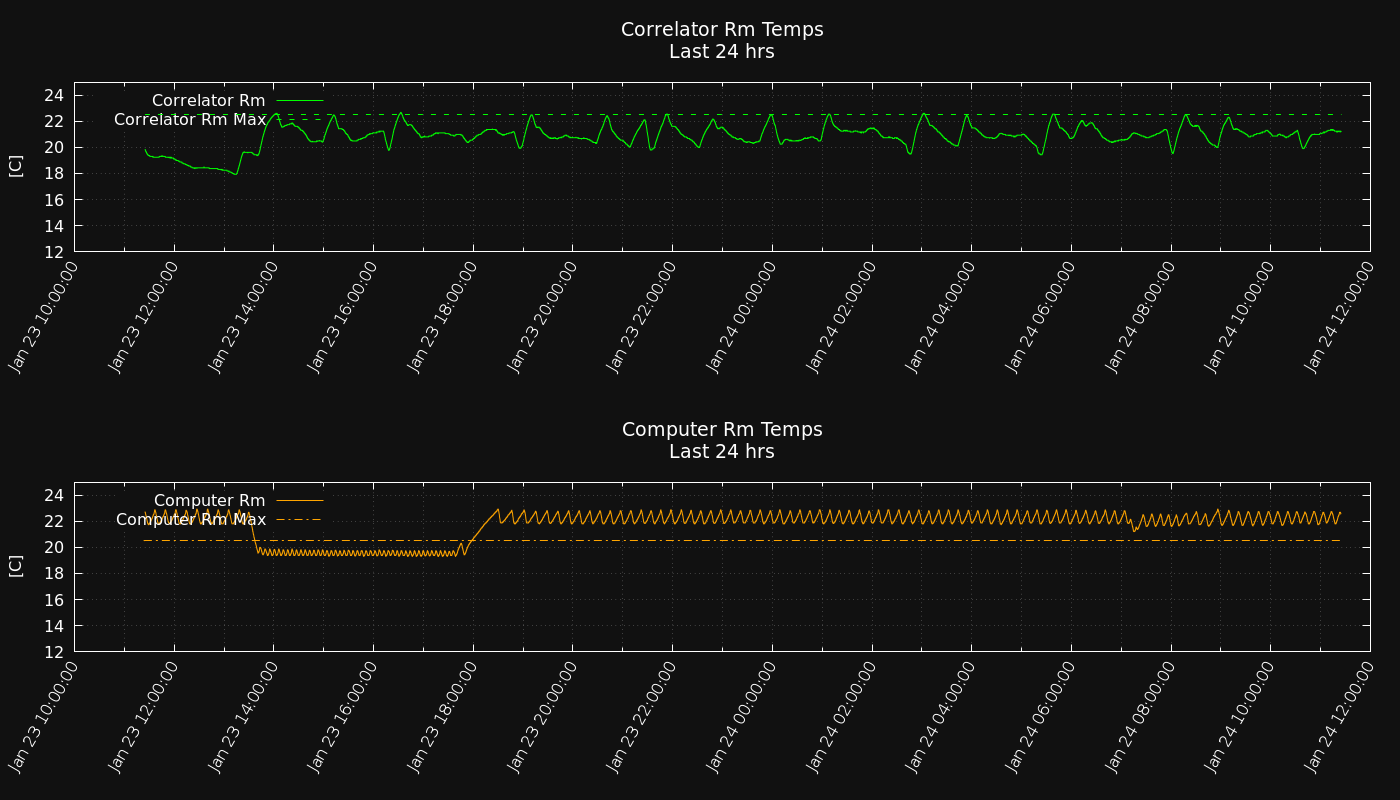 Correlator Rm Temps
Last 24 hrs
Correlator Rm
Correlator Rm Max
[C]
24
22
20
18
16
14
12
Jan 23 10:00:00
Jan 23 12:00:00
Jan 23 14:00:00
Jan 23 16:00:00
Jan 23 18:00:00
Jan 23 20:00:00
Jan 23 22:00:00
Jan 24 00:00:00
Jan 24 02:00:00
Jan 24 04:00:00
Jan 24 06:00:00
Jan 24 08:00:00
Jan 24 10:00:00
Jan 24 12:00:00
Computer Rm Temps
Last 24 hrs
Computer Rm
Computer Rm Max
[C]
24
22
20
18
16
14
12
Jan 23 10:00:00
Jan 23 12:00:00
Jan 23 14:00:00
Jan 23 16:00:00
Jan 23 18:00:00
Jan 23 20:00:00
Jan 23 22:00:00
Jan 24 00:00:00
Jan 24 02:00:00
Jan 24 04:00:00
Jan 24 06:00:00
Jan 24 08:00:00
Jan 24 10:00:00
Jan 24 12:00:00